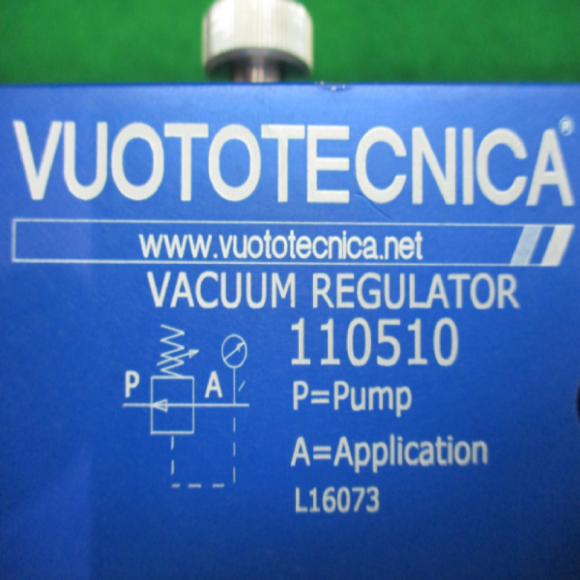 VUOTOTECNICA®
www.vuototecnica.net
VACUUM REGULATOR
110510
P A
P=Pump
A=Application
L16073